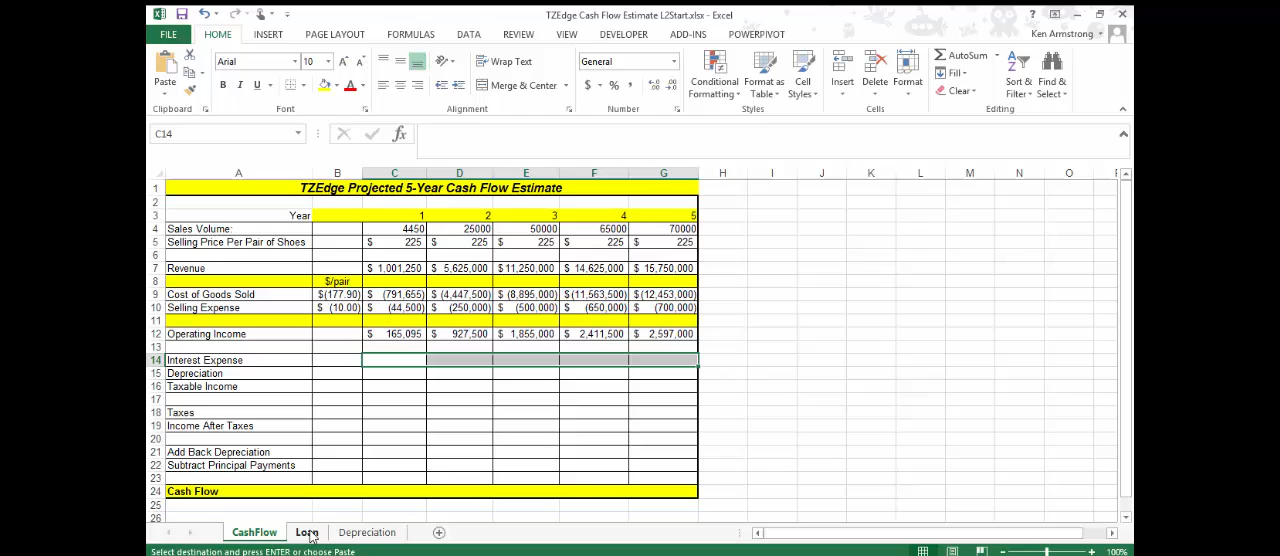 TZEdge Cash Flow Estimate L2Start.xlsx - Excel
FILE HOME INSERT PAGE LAYOUT FORMULAS DATA REVIEW VIEW DEVELOPER ADD-INS POWERPIVOT Ken Armstrong
Arial 10 Wrap Text General AutoSum
Paste Conditional Format as Cell Insert Delete Format Fill Sort & Find &
B I U Merge & Center $ % Formatting Table Styles Clear Filter Select
Clipboard Font Alignment Number Styles Cells Editing
C14 fx
A B C D E F G H I J K L M N O
1 TZEdge Projected 5-Year Cash Flow Estimate
2
3 Year 1 2 3 4 5
4 Sales Volume: 4450 25000 50000 65000 70000
5 Selling Price Per Pair of Shoes $ 225 $ 225 $ 225 $ 225 $ 225
6
7 Revenue $ 1,001,250 $ 5,625,000 $ 11,250,000 $ 14,625,000 $ 15,750,000
8 $/pair
9 Cost of Goods Sold $(177.90) $ (791,655) $ (4,447,500) $ (8,895,000) $(11,563,500) $(12,453,000)
10 Selling Expense $ (10.00) $ (44,500) $ (250,000) $ (500,000) $ (650,000) $ (700,000)
11
12 Operating Income $ 165,095 $ 927,500 $ 1,855,000 $ 2,411,500 $ 2,597,000
13
14 Interest Expense
15 Depreciation
16 Taxable Income
17
18 Taxes
19 Income After Taxes
20
21 Add Back Depreciation
22 Subtract Principal Payments
23
24 Cash Flow
25
26
CashFlow Loan Depreciation
Select destination and press ENTER or choose Paste 100%